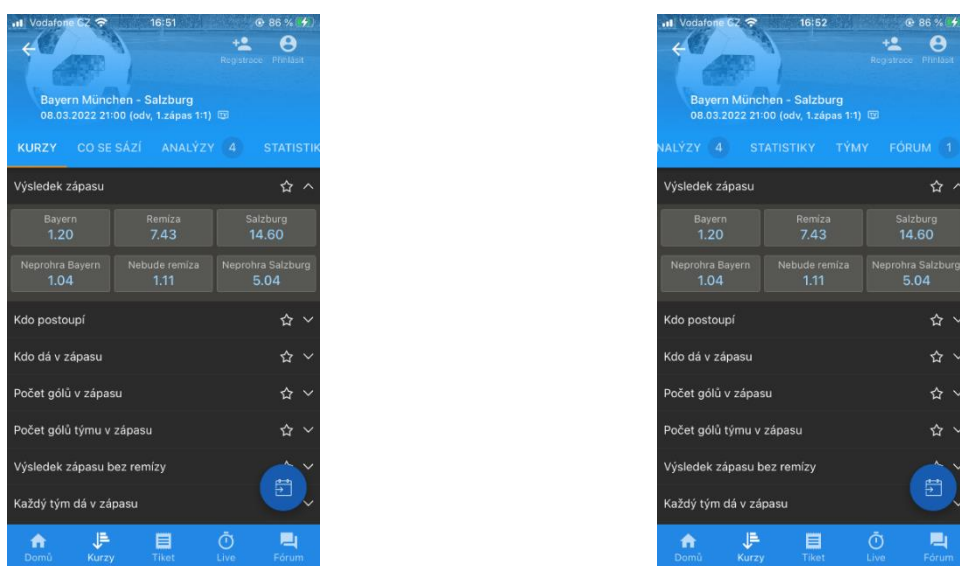 Vodafone CZ 16:51 86 %
Registrace Přihlásit
Bayern München - Salzburg
08.03.2022 21:00 (odv, 1.zápas 1:1)
KURZY CO SE SÁZÍ ANALÝZY 4 STATISTIK
Výsledek zápasu
Bayern Remíza Salzburg
1.20 7.43 14.60
Neprohra Bayern Nebude remíza Neprohra Salzburg
1.04 1.11 5.04
Kdo postoupí
Kdo dá v zápasu
Počet gólů v zápasu
Počet gólů týmu v zápasu
Výsledek zápasu bez remízy
Každý tým dá v zápasu
Domů Kurzy Tiket Live Fórum
Vodafone CZ 16:52 86 %
Registrace Přihlásit
Bayern München - Salzburg
08.03.2022 21:00 (odv, 1.zápas 1:1)
NALÝZY 4 STATISTIKY TÝMY FÓRUM 1
Výsledek zápasu
Bayern Remíza Salzburg
1.20 7.43 14.60
Neprohra Bayern Nebude remíza Neprohra Salzburg
1.04 1.11 5.04
Kdo postoupí
Kdo dá v zápasu
Počet gólů v zápasu
Počet gólů týmu v zápasu
Výsledek zápasu bez remízy
Každý tým dá v zápasu
Domů Kurzy Tiket Live Fórum